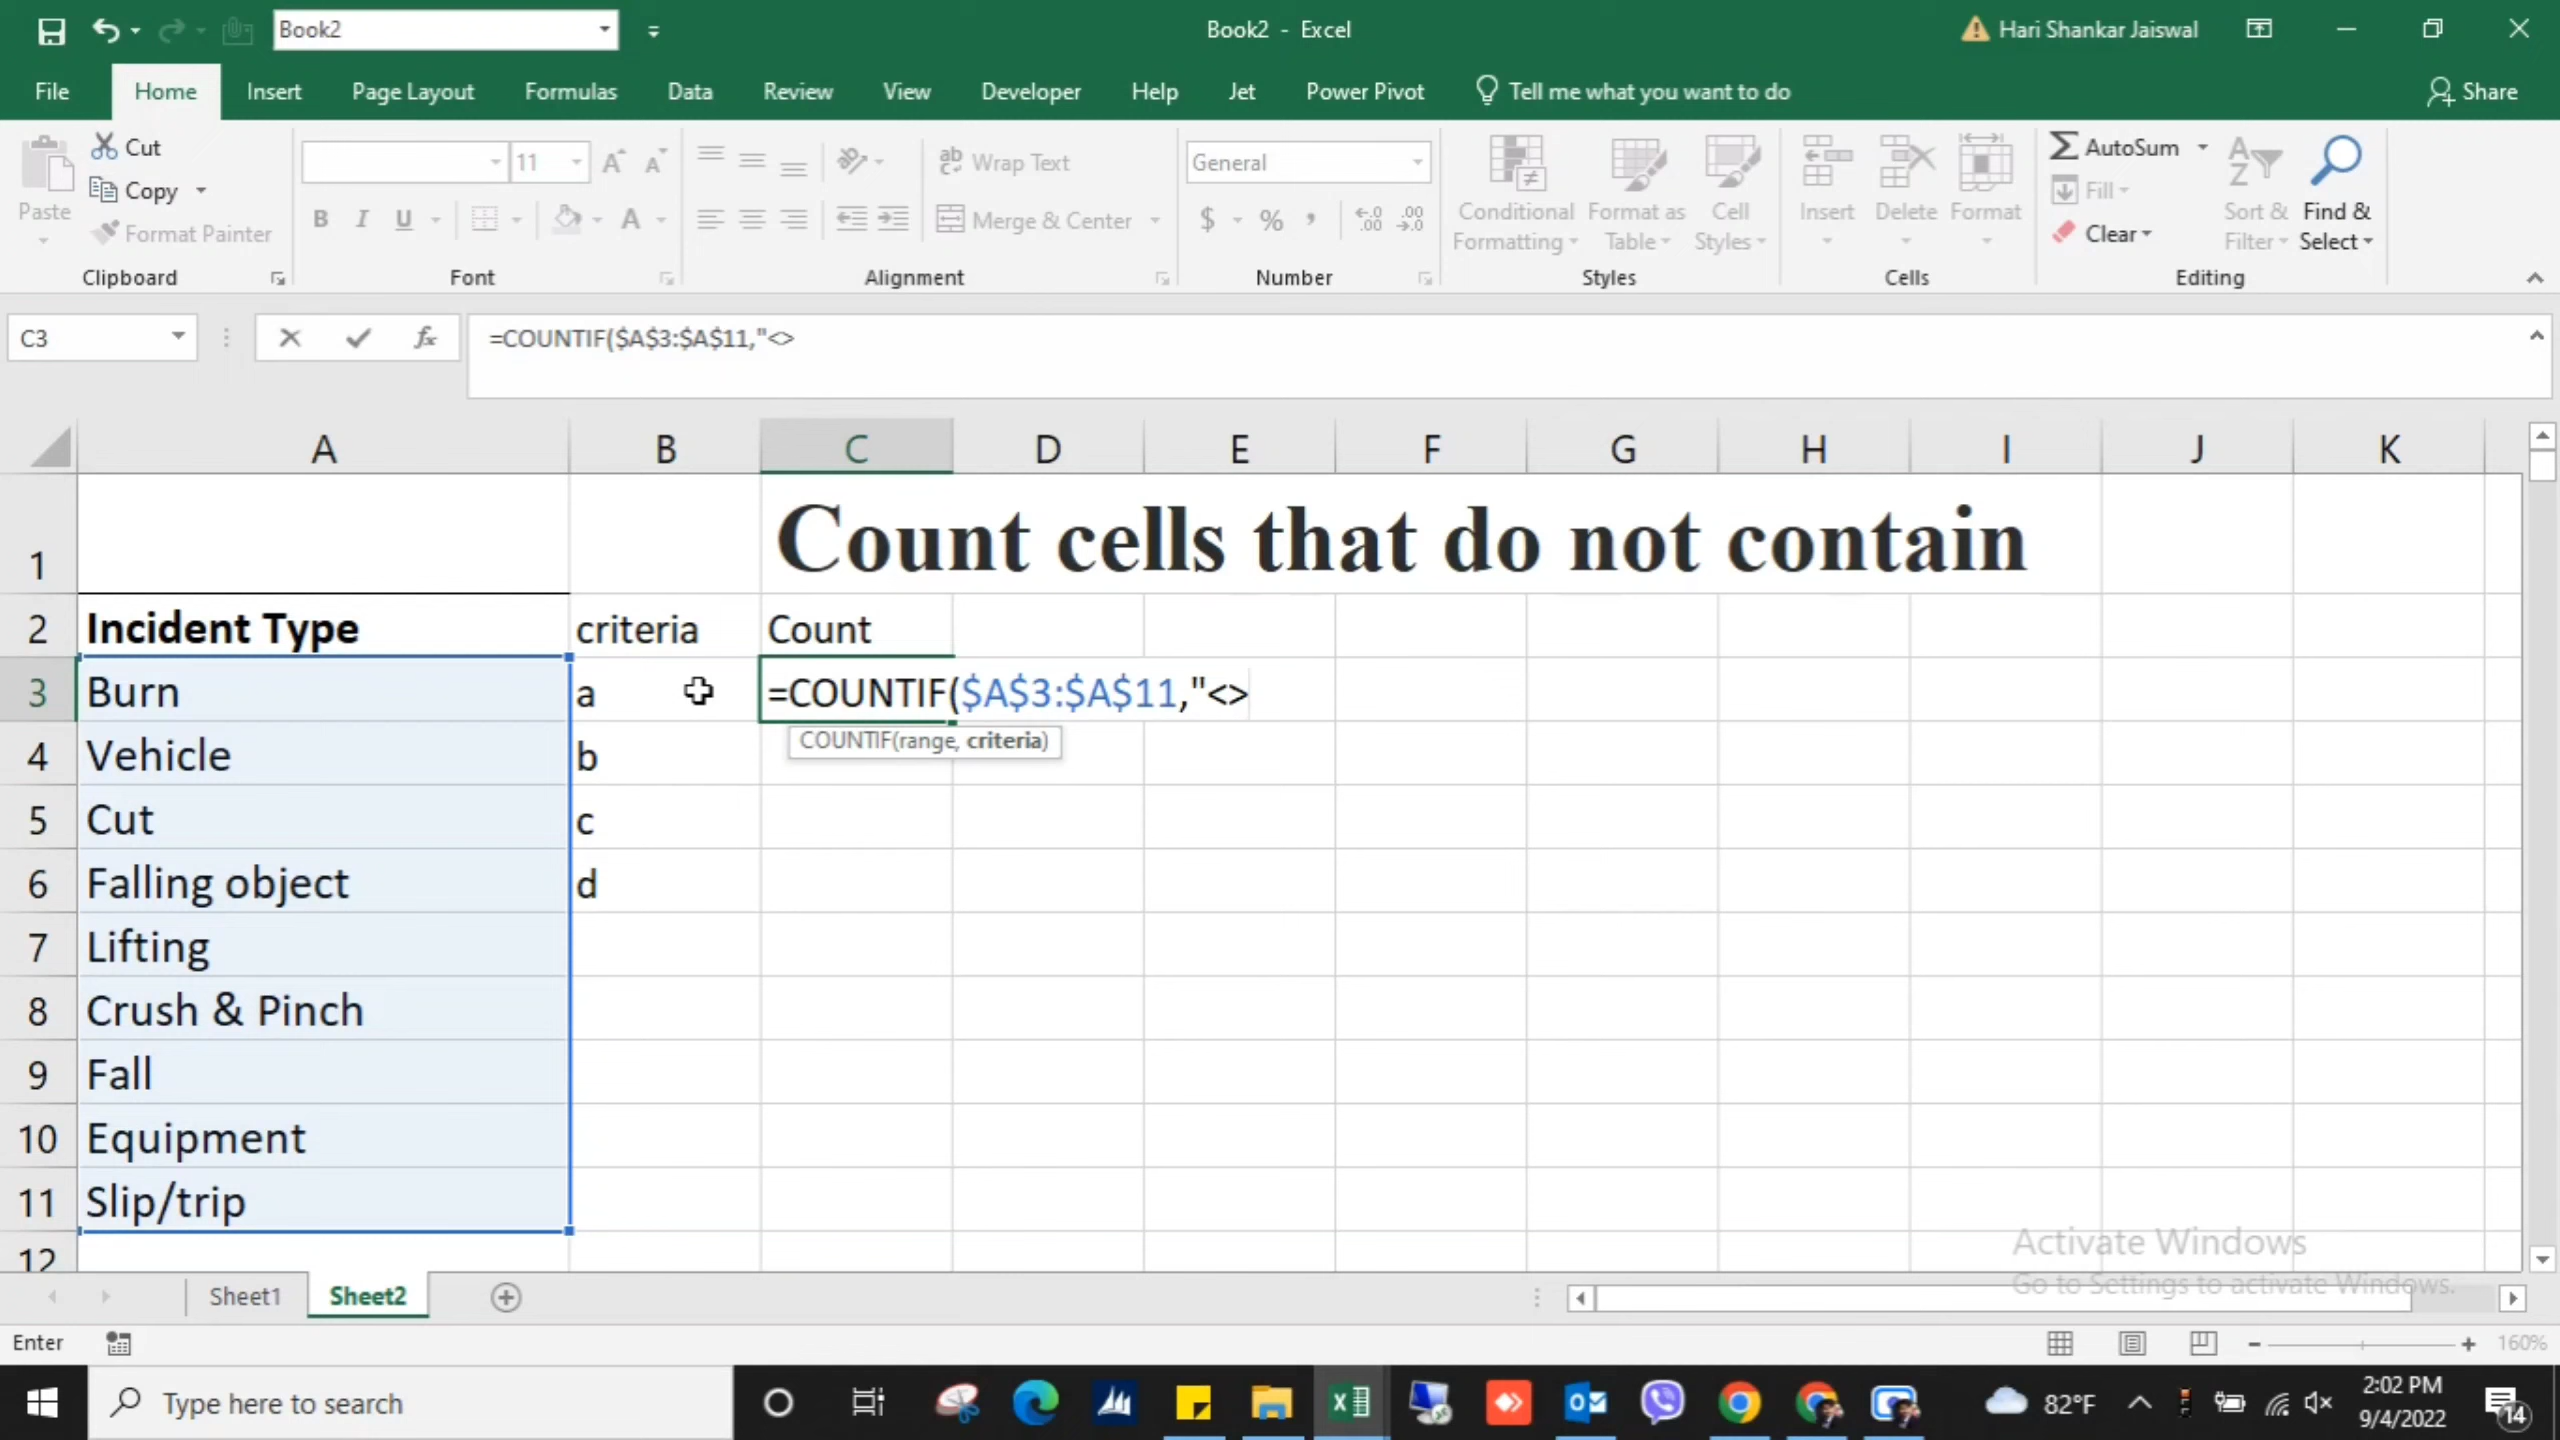 Book2
Book2 - Excel
Hari Shankar Jaiswal
File Home Insert Page Layout Formulas Data Review View Developer Help Jet Power Pivot Tell me what you want to do Share
Paste
Cut
Copy
Format Painter
Clipboard
11
B I U
Font
Wrap Text
Merge & Center
Alignment
General
$ % ,
Number
Conditional Formatting
Format as Table
Cell Styles
Styles
Insert Delete Format
Cells
AutoSum
Fill
Clear
Sort & Filter
Find & Select
Editing
C3
fx
=COUNTIF($A$3:$A$11,"<>
A B C D E F G H I J K
1 Count cells that do not contain
2 Incident Type criteria Count
3 Burn a =COUNTIF($A$3:$A$11,"<>
COUNTIF(range, criteria)
4 Vehicle b
5 Cut c
6 Falling object d
7 Lifting
8 Crush & Pinch
9 Fall
10 Equipment
11 Slip/trip
12
Activate Windows
Go to Settings to activate Windows.
Sheet1 Sheet2
Enter
160%
Type here to search
82°F
2:02 PM
9/4/2022
14